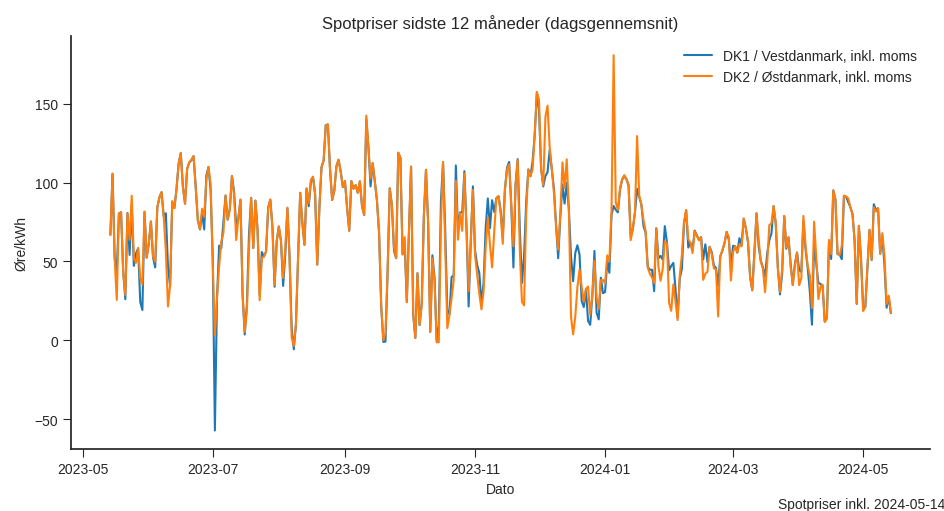 Spotpriser sidste 12 måneder (dagsgennemsnit)
DK1 / Vestdanmark, inkl. moms
DK2 / Østdanmark, inkl. moms
Øre/kWh
150
100
50
0
−50
2023-05 2023-07 2023-09 2023-11 2024-01 2024-03 2024-05
Dato
Spotpriser inkl. 2024-05-14